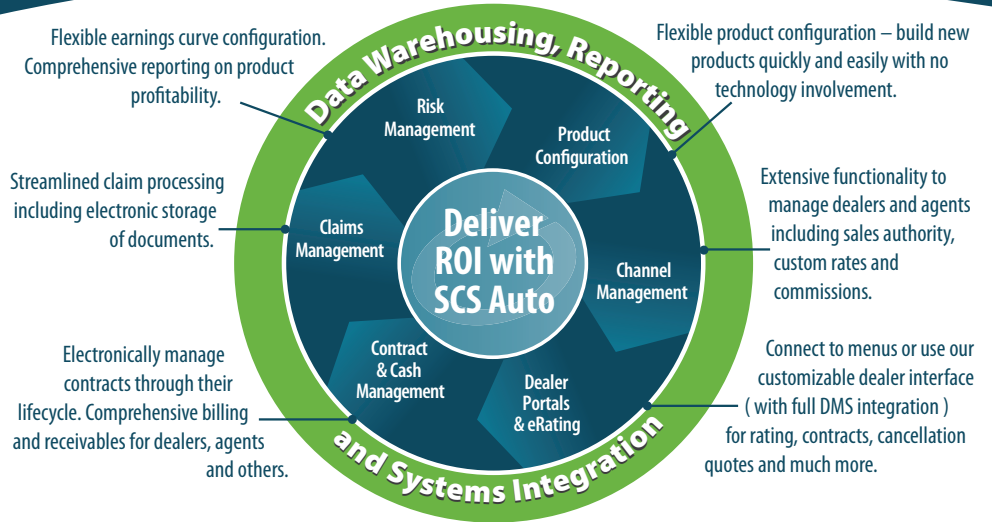 Data Warehousing, Reporting
and Systems Integration
Deliver
ROI with
SCS Auto
Risk
Management
Flexible earnings curve configuration.
Comprehensive reporting on product
profitability.
Product
Configuration
Flexible product configuration – build new
products quickly and easily with no
technology involvement.
Channel
Management
Extensive functionality to
manage dealers and agents
including sales authority,
custom rates and
commissions.
Dealer
Portals
& eRating
Connect to menus or use our
customizable dealer interface
( with full DMS integration )
for rating, contracts, cancellation
quotes and much more.
Contract
& Cash
Management
Electronically manage
contracts through their
lifecycle. Comprehensive billing
and receivables for dealers, agents
and others.
Claims
Management
Streamlined claim processing
including electronic storage
of documents.